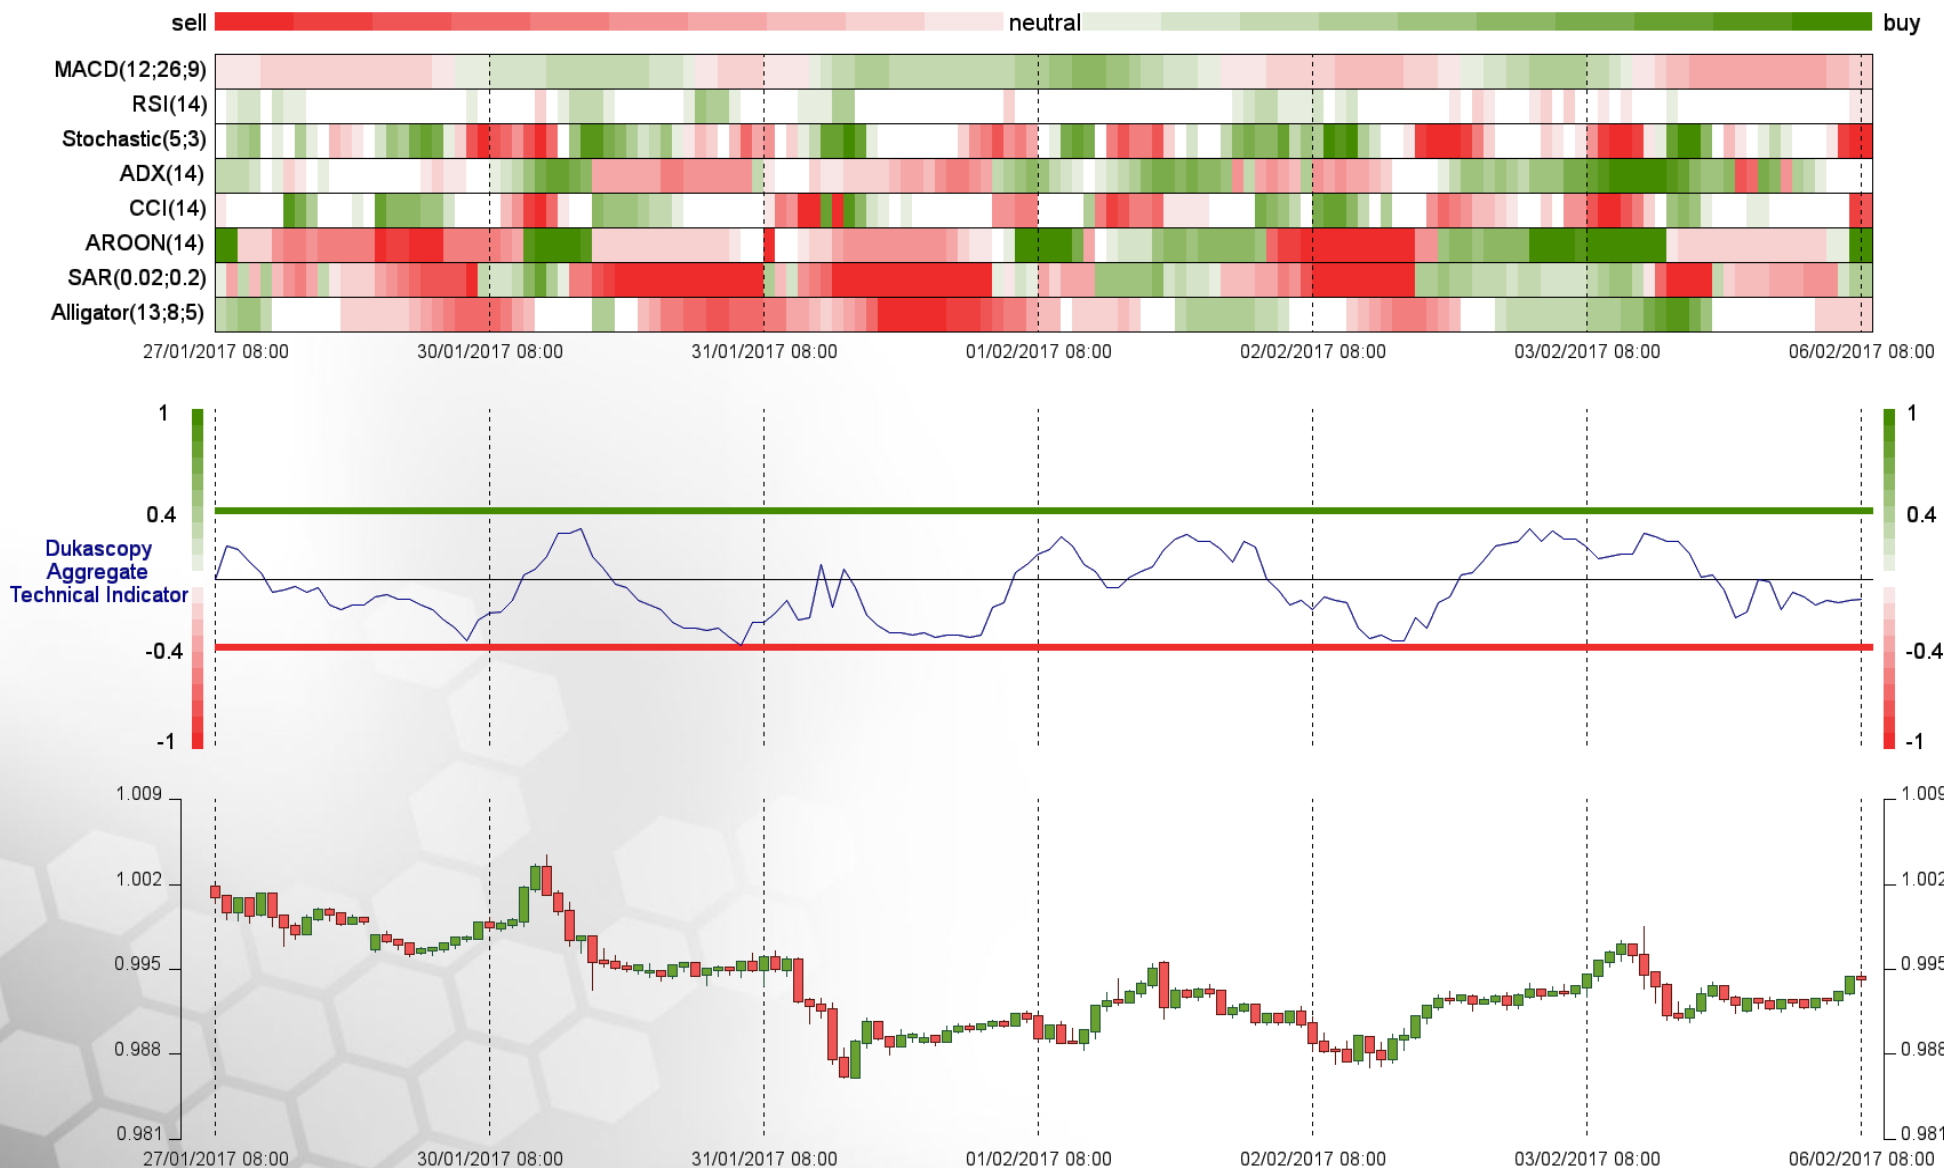 sell neutral buy
MACD(12;26;9)
RSI(14)
Stochastic(5;3)
ADX(14)
CCI(14)
AROON(14)
SAR(0.02;0.2)
Alligator(13;8;5)
27/01/2017 08:00 30/01/2017 08:00 31/01/2017 08:00 01/02/2017 08:00 02/02/2017 08:00 03/02/2017 08:00 06/02/2017 08:00
1 1
0.4 0.4
Dukascopy
Aggregate
Technical Indicator
-0.4 -0.4
-1 -1
1.009 1.009
1.002 1.002
0.995 0.995
0.988 0.988
0.981 0.981
27/01/2017 08:00 30/01/2017 08:00 31/01/2017 08:00 01/02/2017 08:00 02/02/2017 08:00 03/02/2017 08:00 06/02/2017 08:00